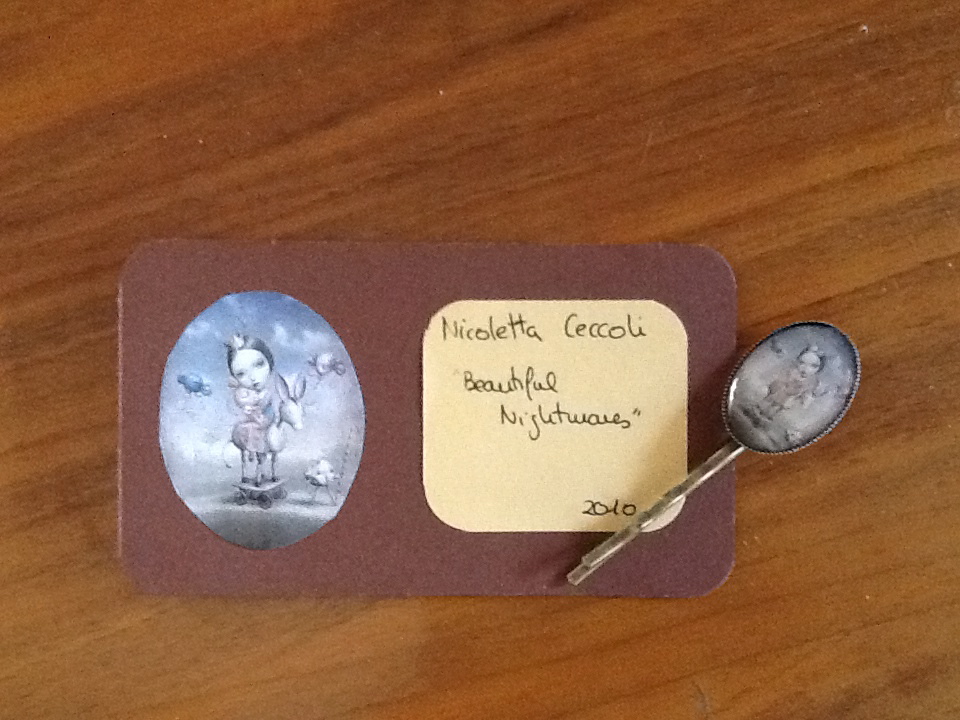 Nicoletta Ceccoli
"Beautiful
Nightmares"
2010